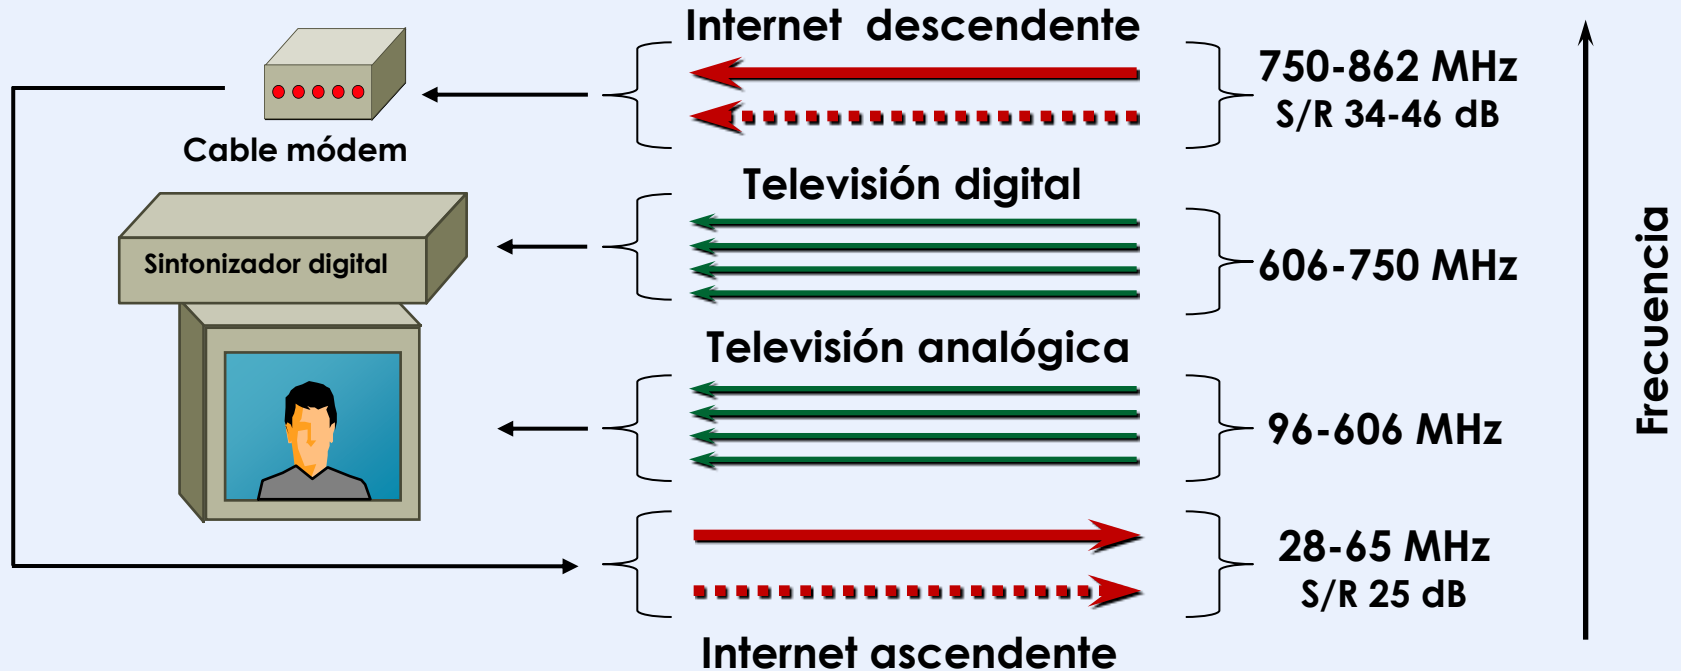 Internet descendente
750-862 MHz
S/R 34-46 dB
Cable módem
Televisión digital
Sintonizador digital
606-750 MHz
Televisión analógica
96-606 MHz
28-65 MHz
S/R 25 dB
Internet ascendente
Frecuencia